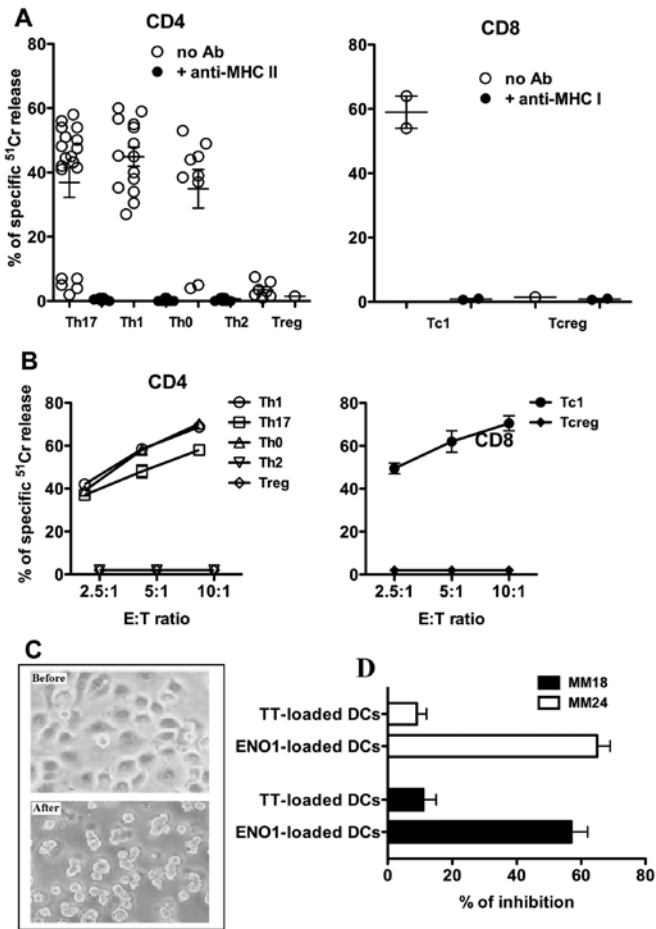 A
CD4
CD8
no Ab
+ anti-MHC II
no Ab
+ anti-MHC I
% of specific ⁵¹Cr release
80
60
40
20
0
Th17 Th1 Th0 Th2 Treg
80
60
40
20
0
Tc1 Tcreg
B
CD4
Th1
Th17
Th0
Th2
Treg
Tc1
Tcreg
CD8
% of specific ⁵¹Cr release
80
60
40
20
0
2.5:1 5:1 10:1
E:T ratio
80
60
40
20
0
2.5:1 5:1 10:1
E:T ratio
C
Before
After
D
MM18
MM24
TT-loaded DCs
ENO1-loaded DCs
TT-loaded DCs
ENO1-loaded DCs
0 20 40 60 80
% of inhibition